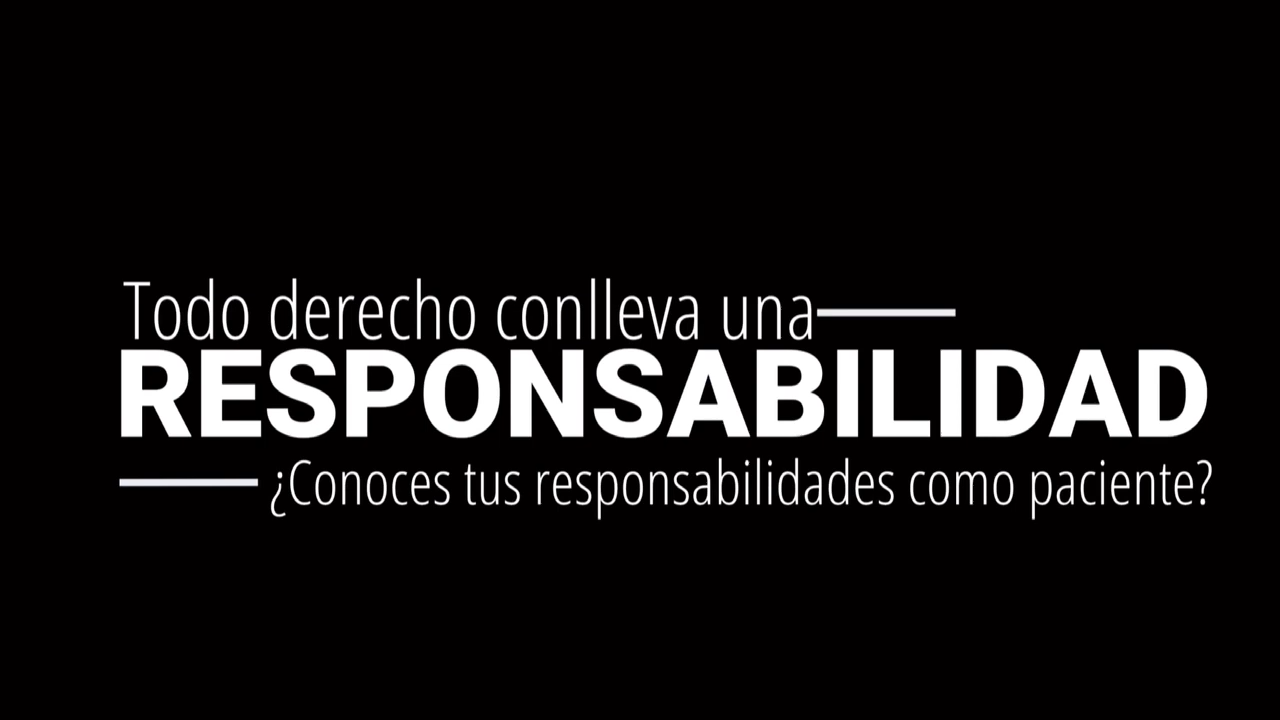 Todo derecho conlleva una
RESPONSABILIDAD
¿Conoces tus responsabilidades como paciente?